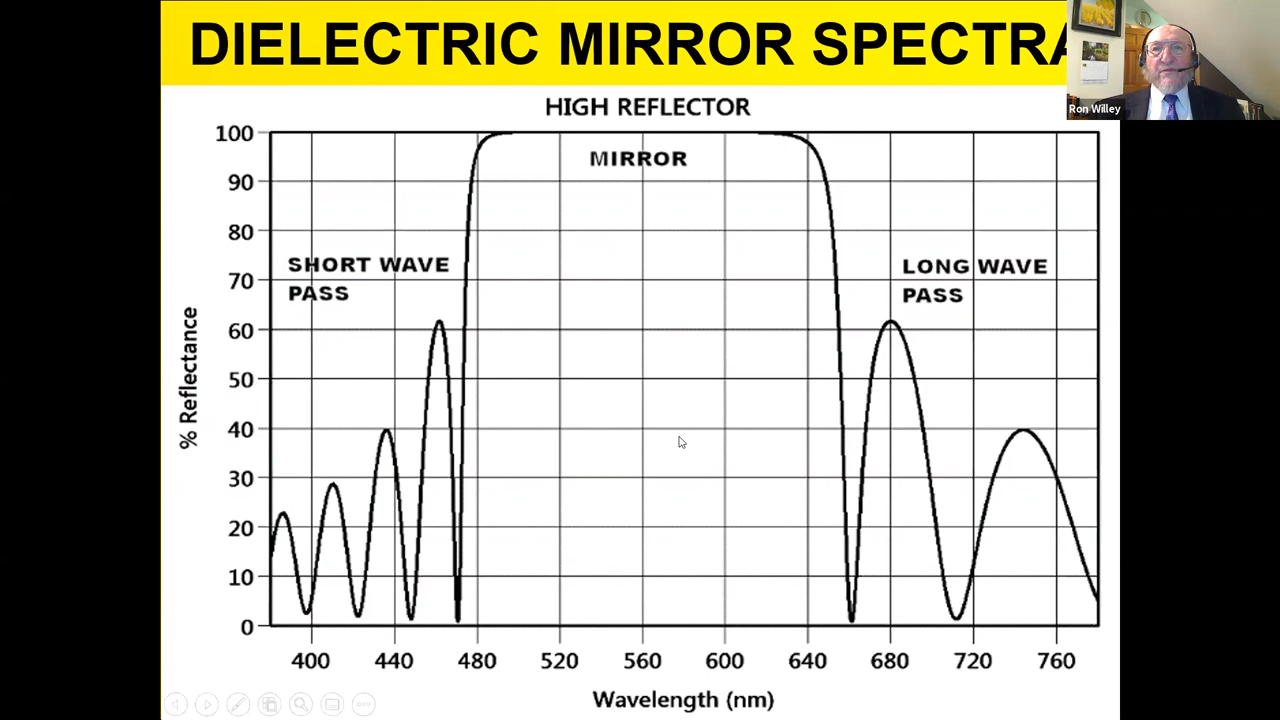 DIELECTRIC MIRROR SPECTRA
Ron Willey
HIGH REFLECTOR
MIRROR
SHORT WAVE
PASS
LONG WAVE
PASS
% Reflectance
100
90
80
70
60
50
40
30
20
10
0
400 440 480 520 560 600 640 680 720 760
Wavelength (nm)